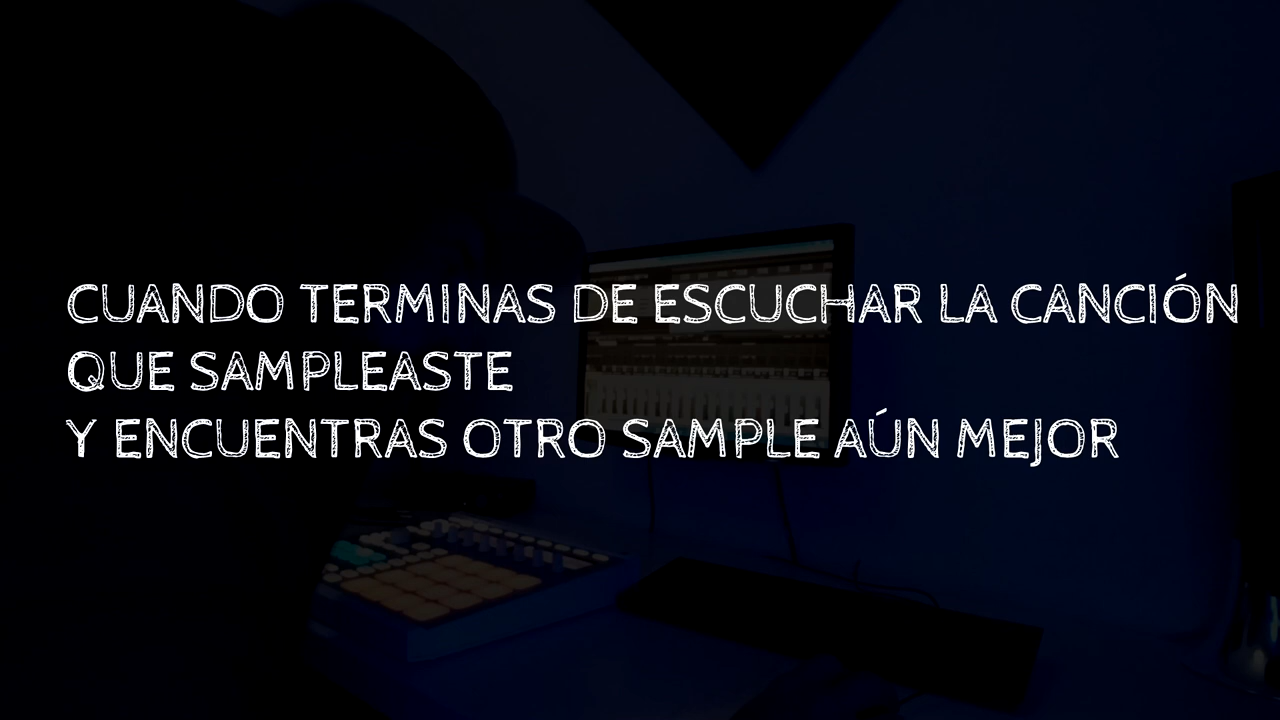 CUANDO TERMINAS DE ESCUCHAR LA CANCIÓN
QUE SAMPLEASTE
Y ENCUENTRAS OTRO SAMPLE AÚN MEJOR